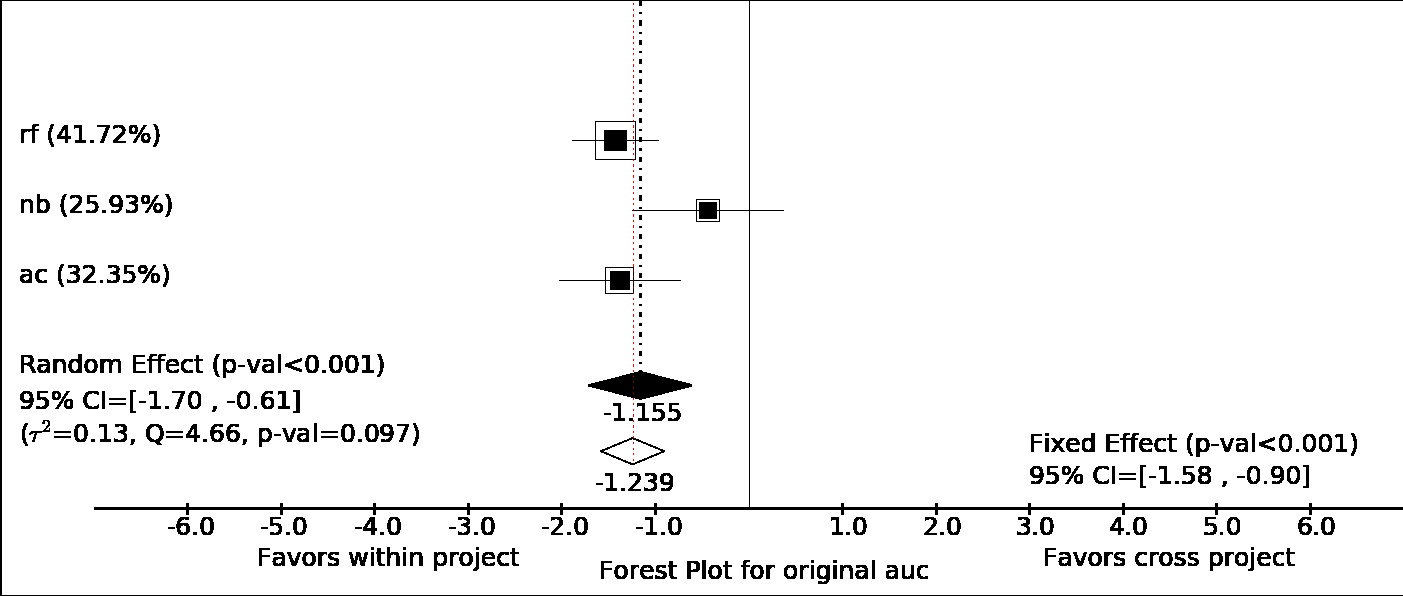 rf (41.72%)
nb (25.93%)
ac (32.35%)
Random Effect (p-val<0.001)
95% CI=[-1.70 , -0.61]
(τ²=0.13, Q=4.66, p-val=0.097)
-1.155
-1.239
Fixed Effect (p-val<0.001)
95% CI=[-1.58 , -0.90]
-6.0 -5.0 -4.0 -3.0 -2.0 -1.0 1.0 2.0 3.0 4.0 5.0 6.0
Favors within project
Forest Plot for original auc
Favors cross project